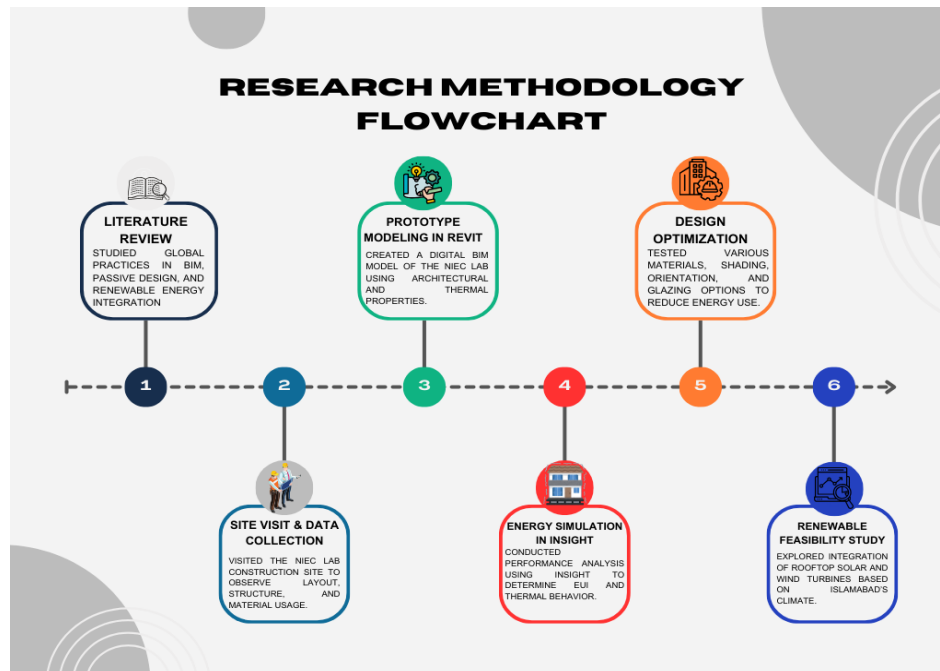 RESEARCH METHODOLOGY
FLOWCHART
LITERATURE
REVIEW
STUDIED GLOBAL
PRACTICES IN BIM,
PASSIVE DESIGN, AND
RENEWABLE ENERGY
INTEGRATION
PROTOTYPE
MODELING IN REVIT
CREATED A DIGITAL BIM
MODEL OF THE NIEC LAB
USING ARCHITECTURAL
AND THERMAL
PROPERTIES.
DESIGN
OPTIMIZATION
TESTED VARIOUS
MATERIALS, SHADING,
ORIENTATION, AND
GLAZING OPTIONS TO
REDUCE ENERGY USE.
1
2
3
4
5
6
SITE VISIT & DATA
COLLECTION
VISITED THE NIEC LAB
CONSTRUCTION SITE TO
OBSERVE LAYOUT,
STRUCTURE, AND
MATERIAL USAGE.
ENERGY SIMULATION
IN INSIGHT
CONDUCTED
PERFORMANCE ANALYSIS
USING INSIGHT TO
DETERMINE EUI AND
THERMAL BEHAVIOR.
RENEWABLE
FEASIBILITY STUDY
EXPLORED INTEGRATION
OF ROOFTOP SOLAR AND
WIND TURBINES BASED
ON ISLAMABAD'S
CLIMATE.